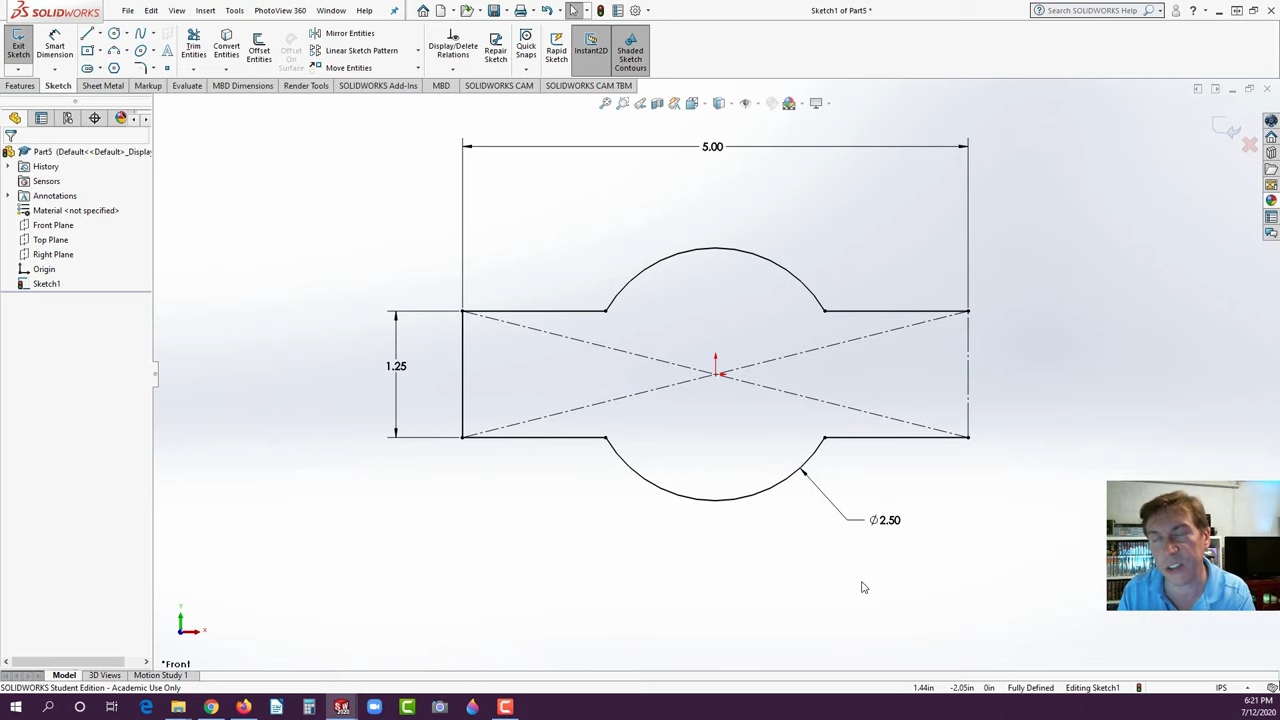 SOLIDWORKS
File Edit View Insert Tools PhotoView 360 Window Help
Sketch1 of Part5 *
Search SOLIDWORKS Help
Exit Sketch
Smart Dimension
Trim Entities
Convert Entities
Offset Entities
Offset On Surface
Mirror Entities
Linear Sketch Pattern
Move Entities
Display/Delete Relations
Repair Sketch
Quick Snaps
Rapid Sketch
Instant2D
Shaded Sketch Contours
Features Sketch Sheet Metal Markup Evaluate MBD Dimensions Render Tools SOLIDWORKS Add-Ins MBD SOLIDWORKS CAM SOLIDWORKS CAM TBM
Part5 (Default<<Default>_Displa
History
Sensors
Annotations
Material <not specified>
Front Plane
Top Plane
Right Plane
Origin
Sketch1
5.00
1.25
Ø2.50
Y
X
*Front
Model 3D Views Motion Study 1
SOLIDWORKS Student Edition - Academic Use Only
1.44in -2.05in 0in Fully Defined Editing Sketch1 IPS
6:21 PM
7/12/2020